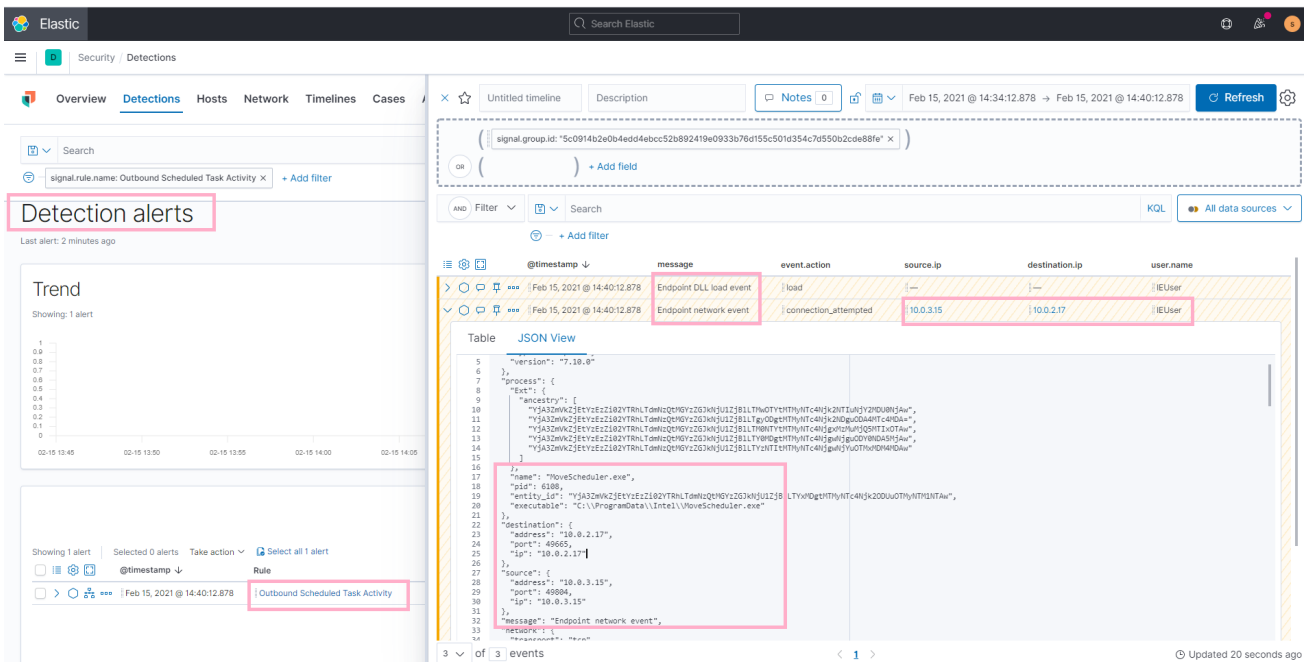 Elastic
Search Elastic
s
D
Security / Detections
Overview Detections Hosts Network Timelines Cases
Untitled timeline
Description
Notes 0
Feb 15, 2021 @ 14:34:12.878 → Feb 15, 2021 @ 14:40:12.878
Refresh
Search
signal.rule.name: Outbound Scheduled Task Activity ×
+ Add filter
Detection alerts
Last alert: 2 minutes ago
Trend
Showing: 1 alert
1
0.9
0.8
0.7
0.6
0.5
0.4
0.3
0.2
0.1
0
02-15 13:45 02-15 13:50 02-15 13:55 02-15 14:00 02-15 14:05
Showing 1 alert Selected 0 alerts Take action Select all 1 alert
@timestamp ↓ Rule
Feb 15, 2021 @ 14:40:12.878 Outbound Scheduled Task Activity
( signal.group.id: "5c0914b2e0b4edd4ebcc52b892419e0933b76d155c501d354c7d550b2cde88fe" × )
OR ( ) + Add field
AND Filter Search KQL All data sources
+ Add filter
@timestamp ↓ message event.action source.ip destination.ip user.name
Feb 15, 2021 @ 14:40:12.878 Endpoint DLL load event load — — IEUser
Feb 15, 2021 @ 14:40:12.878 Endpoint network event connection_attempted 10.0.3.15 10.0.2.17 IEUser
Table JSON View
5 "version": "7.10.0"
6 },
7 "process": {
8 "Ext": {
9 "ancestry": [
10
11
12
13
14
15 ]
16 },
17 "name": "MoveScheduler.exe",
18 "pid": 6108,
19 "entity_id":
20 "executable": "C:\\ProgramData\\Intel\\MoveScheduler.exe"
21 },
22 "destination": {
23 "address": "10.0.2.17",
24 "port": 49665,
25 "ip": "10.0.2.17"
26 },
27 "source": {
28 "address": "10.0.3.15",
29 "port": 49804,
30 "ip": "10.0.3.15"
31 },
32 "message": "Endpoint network event",
33 "network": {
34 "transport": "tcp"
3 of 3 events
< 1 >
Updated 20 seconds ago